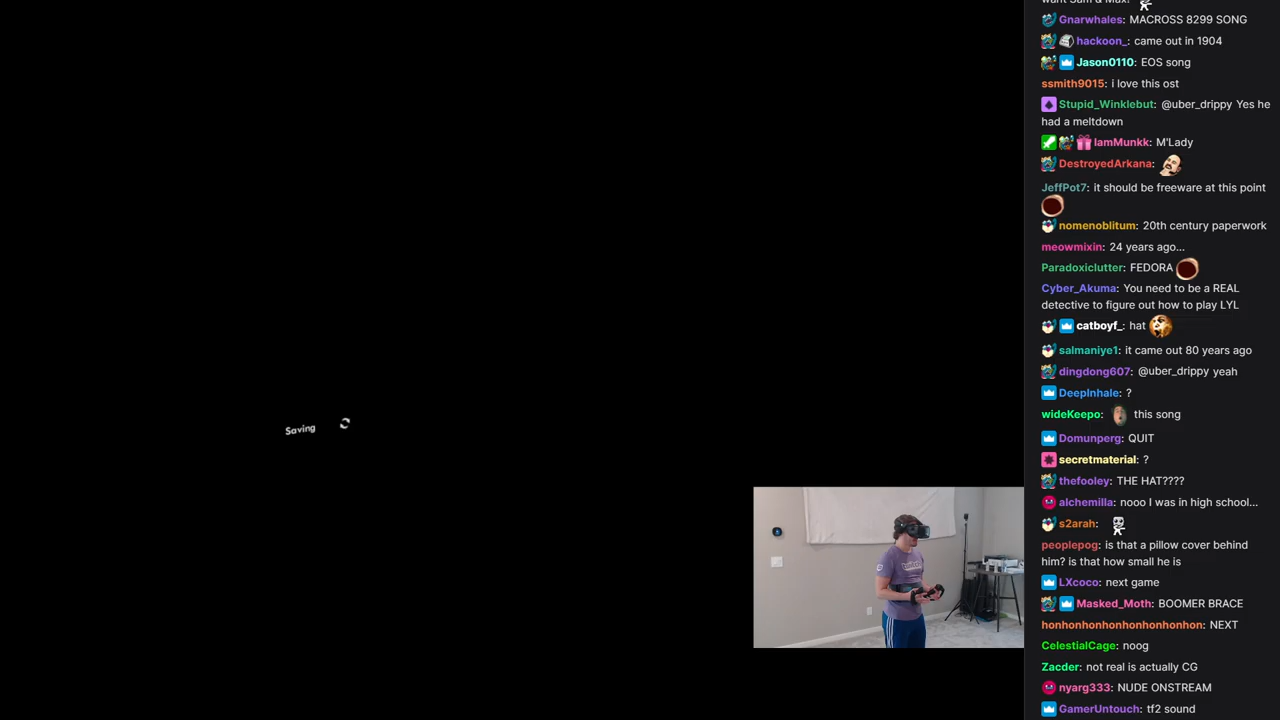 Gnarwhales: MACROSS 8299 SONG
hackoon_: came out in 1904
Jason0110: EOS song
ssmith9015: i love this ost
Stupid_Winklebut: @uber_drippy Yes he
had a meltdown
IamMunkk: M'Lady
DestroyedArkana:
JeffPot7: it should be freeware at this point
nomenoblitum: 20th century paperwork
meowmixin: 24 years ago...
Paradoxiclutter: FEDORA
Cyber_Akuma: You need to be a REAL
detective to figure out how to play LYL
catboyf_: hat
salmaniye1: it came out 80 years ago
dingdong607: @uber_drippy yeah
DeepInhale: ?
wideKeepo: this song
Saving
Domunperg: QUIT
secretmaterial: ?
thefooley: THE HAT????
alchemilla: nooo I was in high school...
s2arah:
peoplepog: is that a pillow cover behind
him? is that how small he is
LXcoco: next game
Masked_Moth: BOOMER BRACE
honhonhonhonhonhonhonhon: NEXT
CelestialCage: noog
Zacder: not real is actually CG
nyarg333: NUDE ONSTREAM
GamerUntouch: tf2 sound